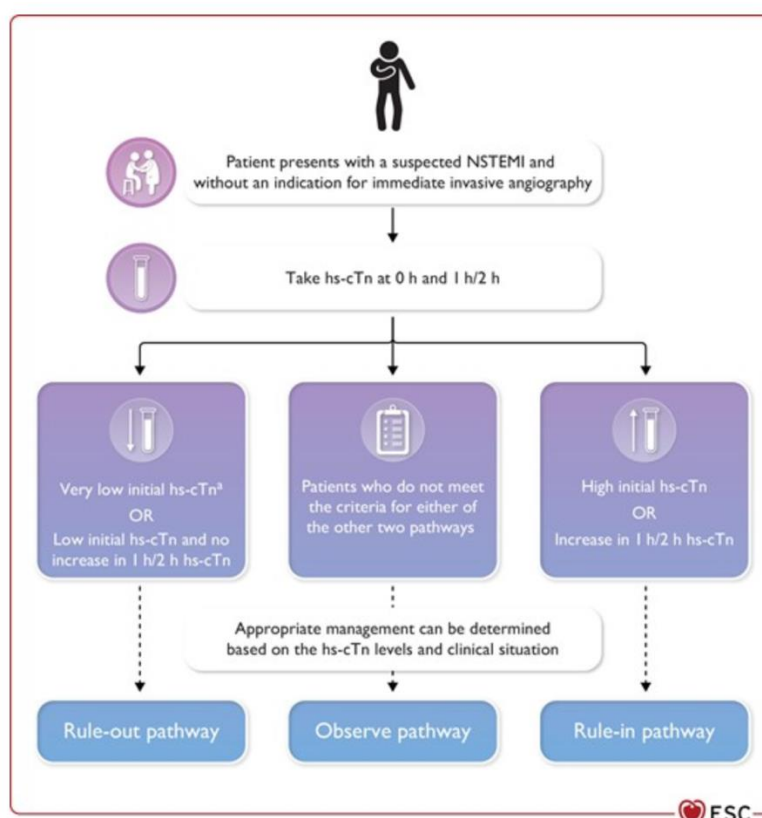 Patient presents with a suspected NSTEMI and
without an indication for immediate invasive angiography
Take hs-cTn at 0 h and 1 h/2 h
Very low initial hs-cTnª
OR
Low initial hs-cTn and no
increase in 1 h/2 h hs-cTn
Patients who do not meet
the criteria for either of
the other two pathways
High initial hs-cTn
OR
Increase in 1 h/2 h hs-cTn
Appropriate management can be determined
based on the hs-cTn levels and clinical situation
Rule-out pathway
Observe pathway
Rule-in pathway
ESC